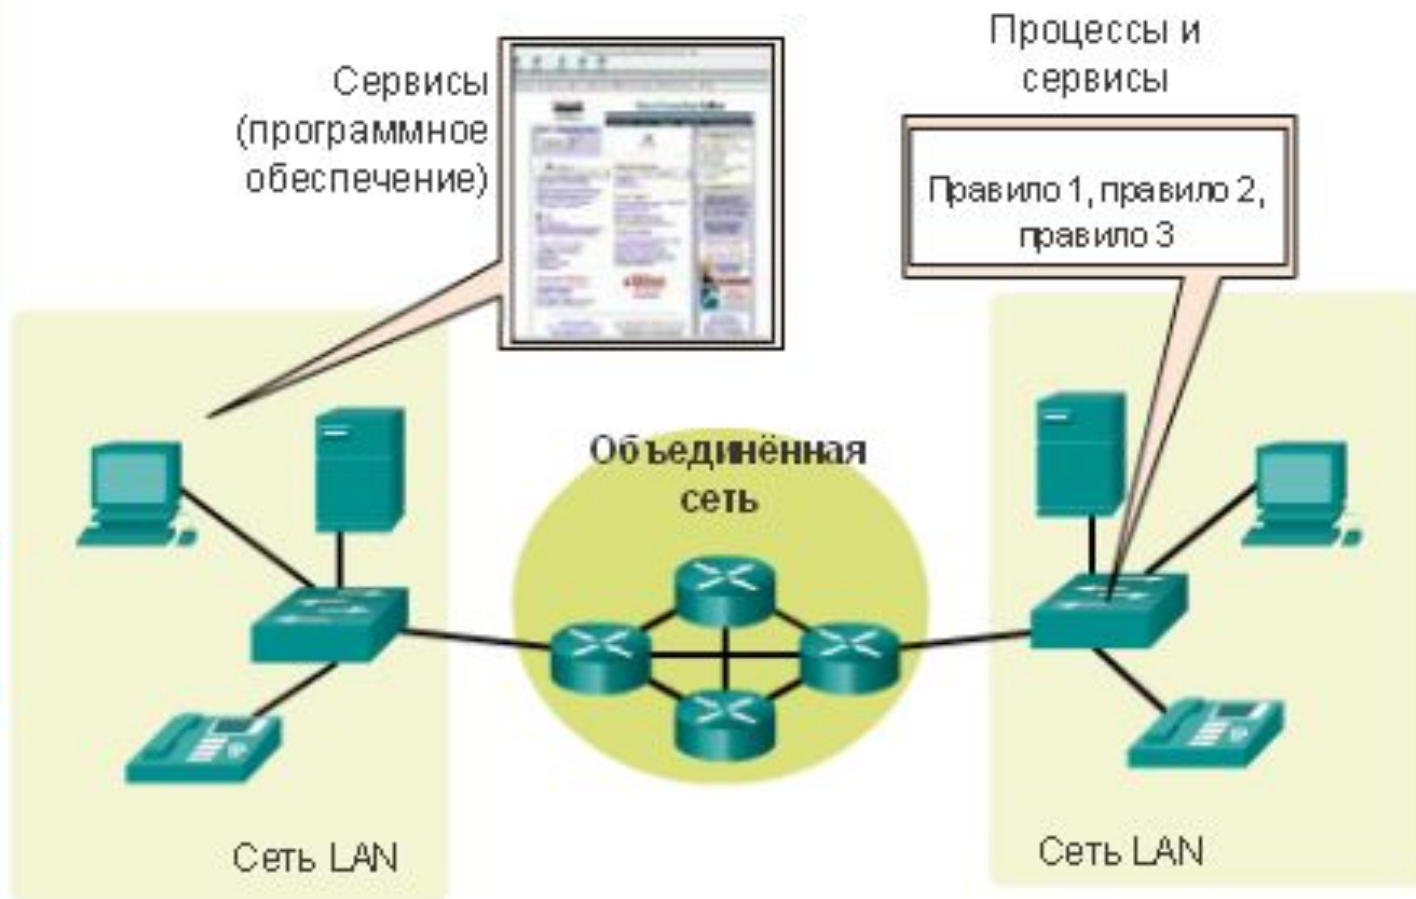 Сервисы
(программное
обеспечение)
Процессы и
сервисы
Правило 1, правило 2,
правило 3
Объединённая
сеть
Сеть LAN
Сеть LAN